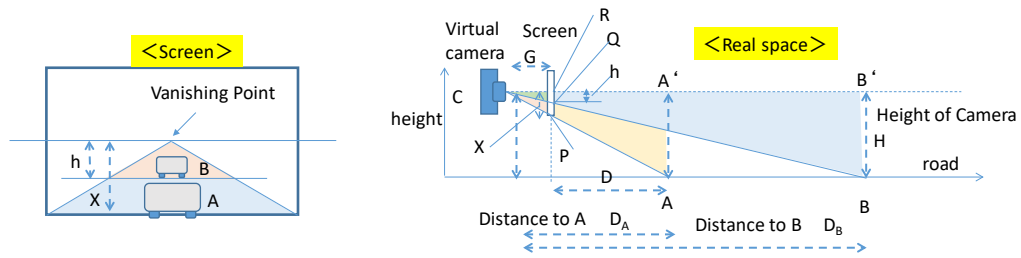 ＜Screen＞
Vanishing Point
h
X
B
A
Virtual
camera
Screen
G
R
Q
h
＜Real space＞
C
height
A‘
B‘
Height of Camera
H
X
P
D
road
A
B
Distance to A DA
Distance to B DB